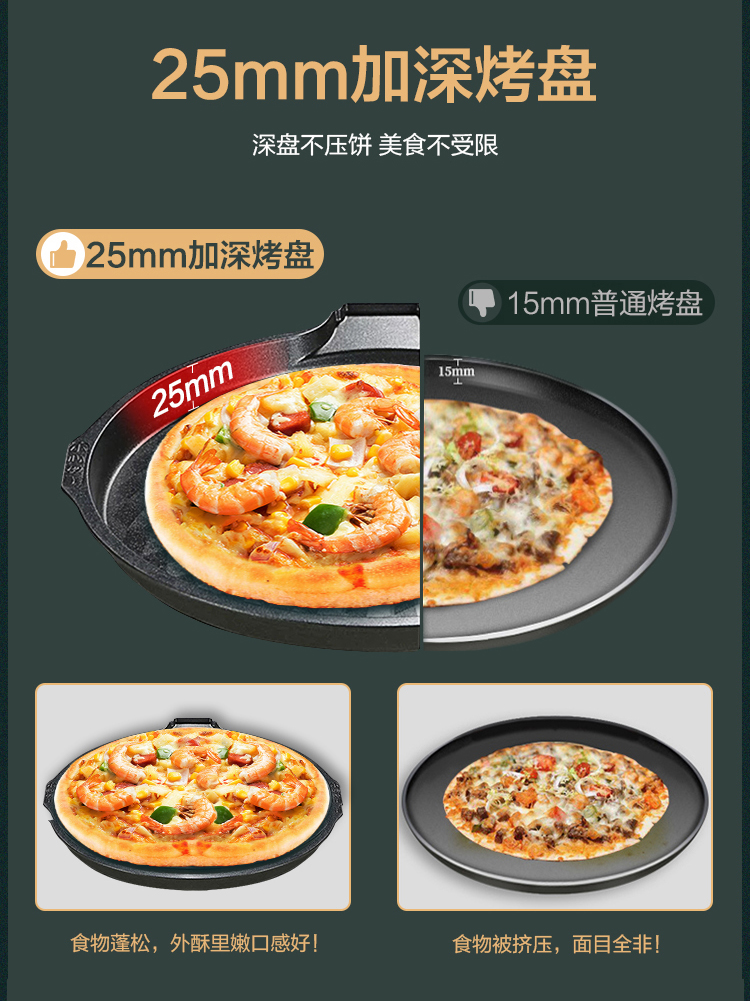 25mm加深烤盘
深盘不压饼 美食不受限
25mm加深烤盘
15mm普通烤盘
25mm
15mm
食物蓬松，外酥里嫩口感好！
食物被挤压，面目全非！